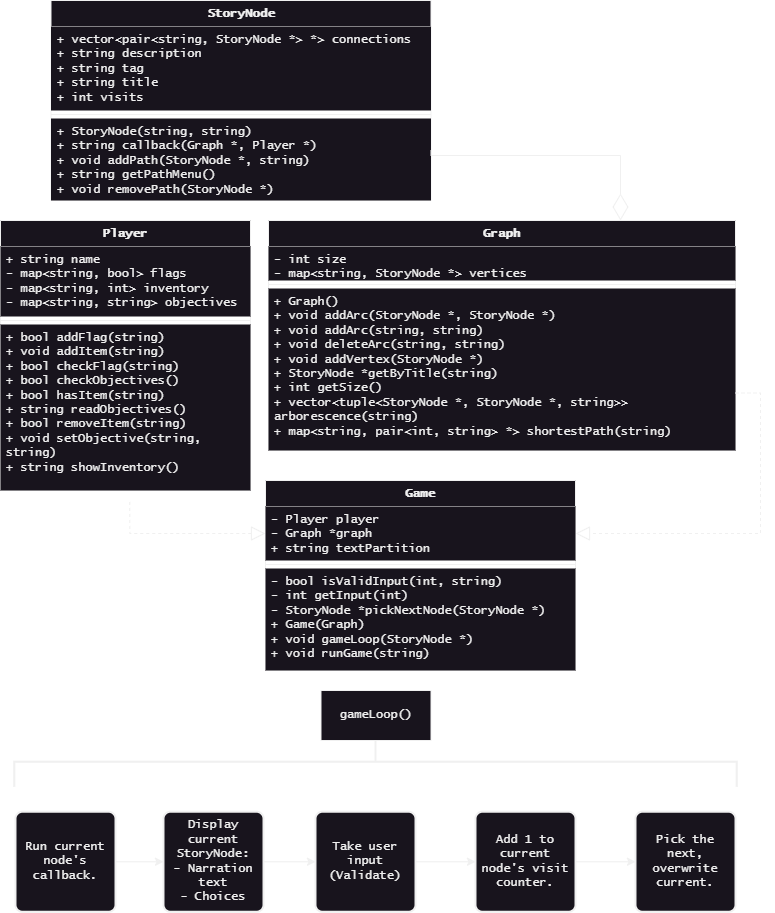 StoryNode
+ vector<pair<string, StoryNode *> *> connections
+ string description
+ string tag
+ string title
+ int visits
+ StoryNode(string, string)
+ string callback(Graph *, Player *)
+ void addPath(StoryNode *, string)
+ string getPathMenu()
+ void removePath(StoryNode *)
Player
+ string name
- map<string, bool> flags
- map<string, int> inventory
- map<string, string> objectives
+ bool addFlag(string)
+ void addItem(string)
+ bool checkFlag(string)
+ bool checkObjectives()
+ bool hasItem(string)
+ string readObjectives()
+ bool removeItem(string)
+ void setObjective(string,
string)
+ string showInventory()
Graph
- int size
- map<string, StoryNode *> vertices
+ Graph()
+ void addArc(StoryNode *, StoryNode *)
+ void addArc(string, string)
+ void deleteArc(string, string)
+ void addVertex(StoryNode *)
+ StoryNode *getByTitle(string)
+ int getSize()
+ vector<tuple<StoryNode *, StoryNode *, string>>
arborescence(string)
+ map<string, pair<int, string> *> shortestPath(string)
Game
- Player player
- Graph *graph
+ string textPartition
- bool isValidInput(int, string)
- int getInput(int)
- StoryNode *pickNextNode(StoryNode *)
+ Game(Graph)
+ void gameLoop(StoryNode *)
+ void runGame(string)
gameLoop()
Run current
node's
callback.
Display
current
StoryNode:
- Narration
text
- Choices
Take user
input
(Validate)
Add 1 to
current
node's visit
counter.
Pick the
next,
overwrite
current.